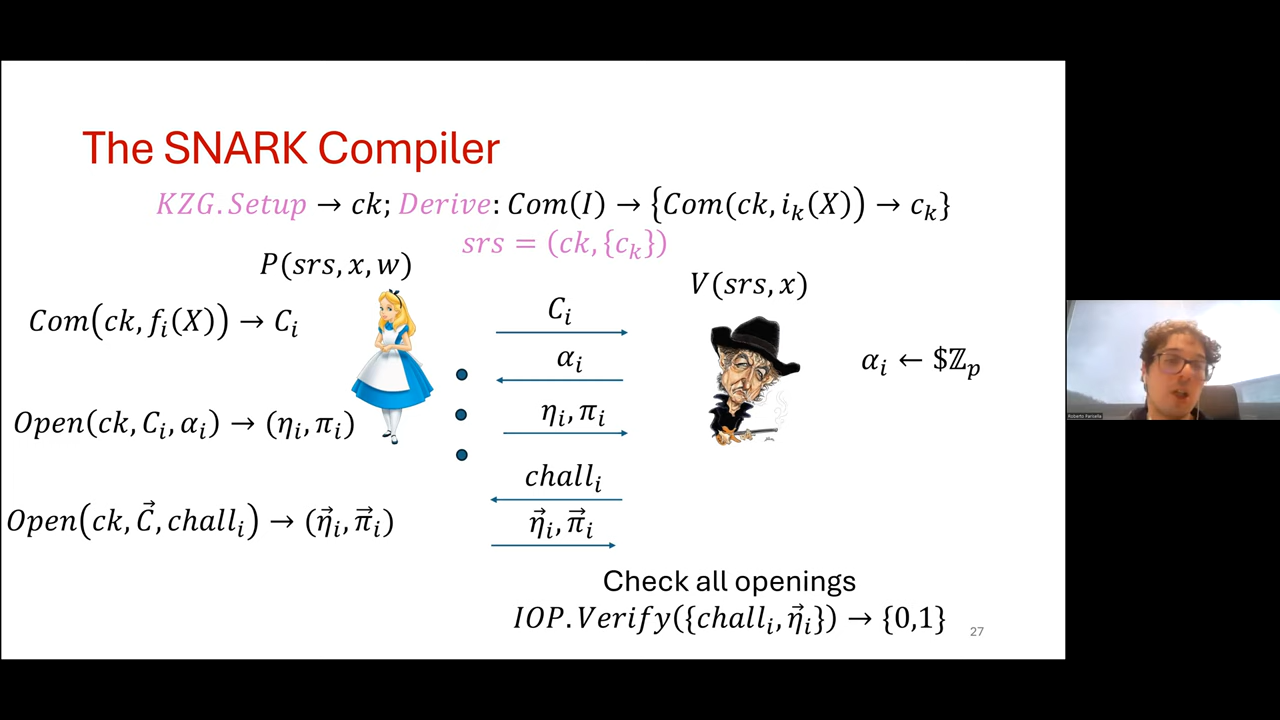 The SNARK Compiler
KZG.Setup → ck; Derive: Com(I) → {Com(ck, i_k(X)) → c_k}
srs = (ck, {c_k})
P(srs, x, w)
V(srs, x)
Com(ck, f_i(X)) → C_i
C_i
α_i
α_i ← $ℤ_p
Open(ck, C_i, α_i) → (η_i, π_i)
η_i, π_i
chall_i
Open(ck, C⃗, chall_i) → (η⃗_i, π⃗_i)
η⃗_i, π⃗_i
Check all openings
IOP.Verify({chall_i, η⃗_i}) → {0,1}
27
Roberto Parisella